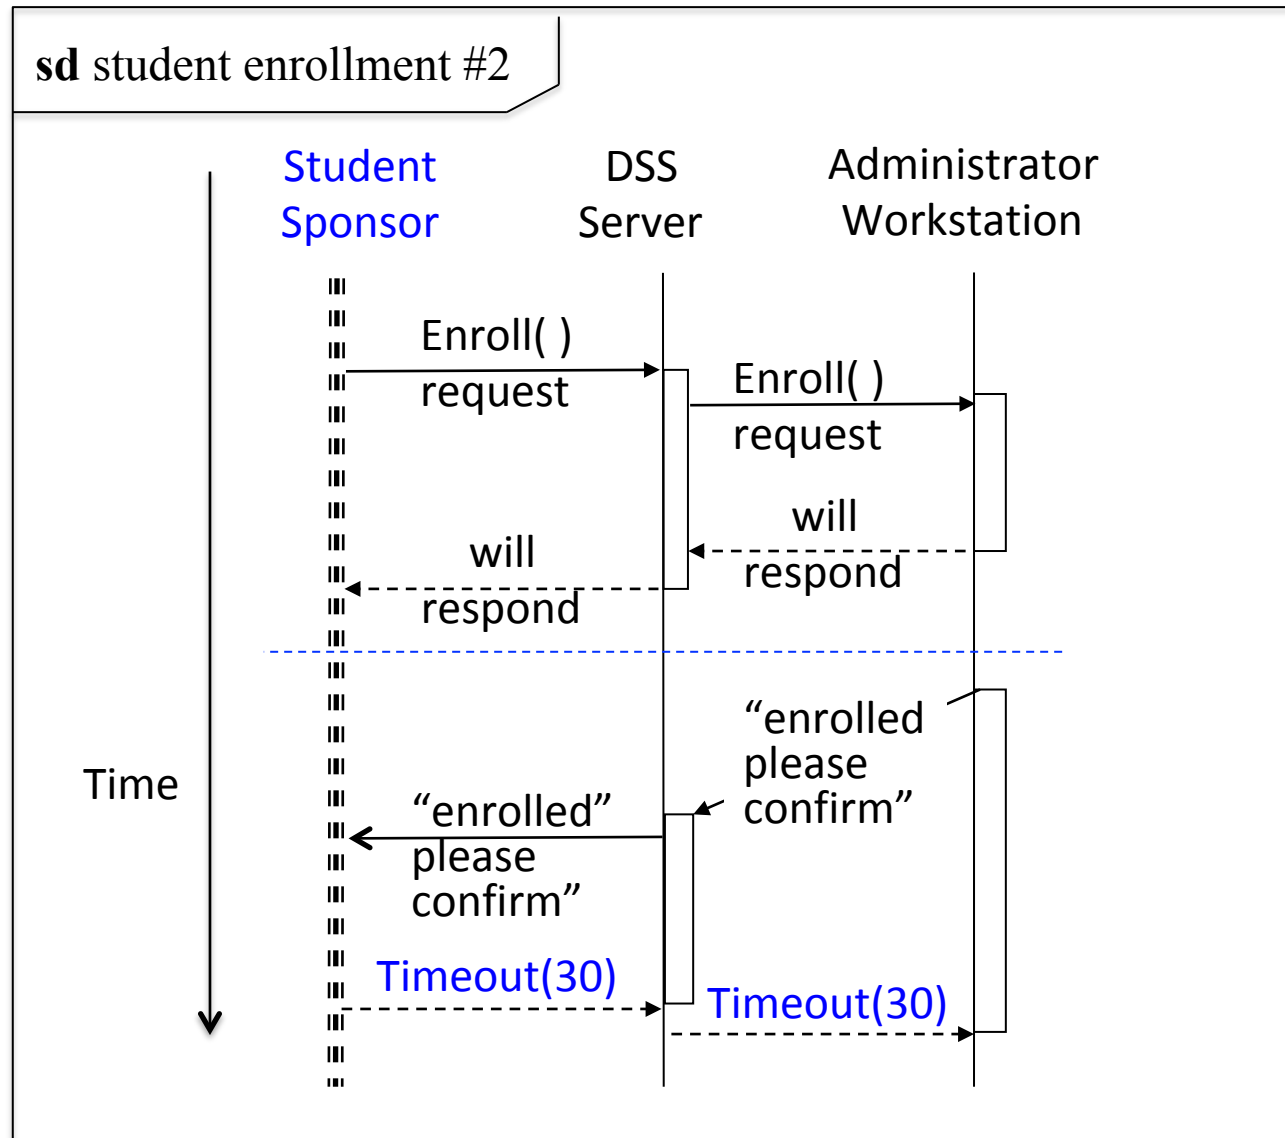 sd student enrollment #2
Student
Sponsor
DSS
Server
Administrator
Workstation
Enroll( )
request
Enroll( )
request
will
respond
will
respond
“enrolled
please
confirm”
Time
“enrolled”
please
confirm”
Timeout(30)
Timeout(30)